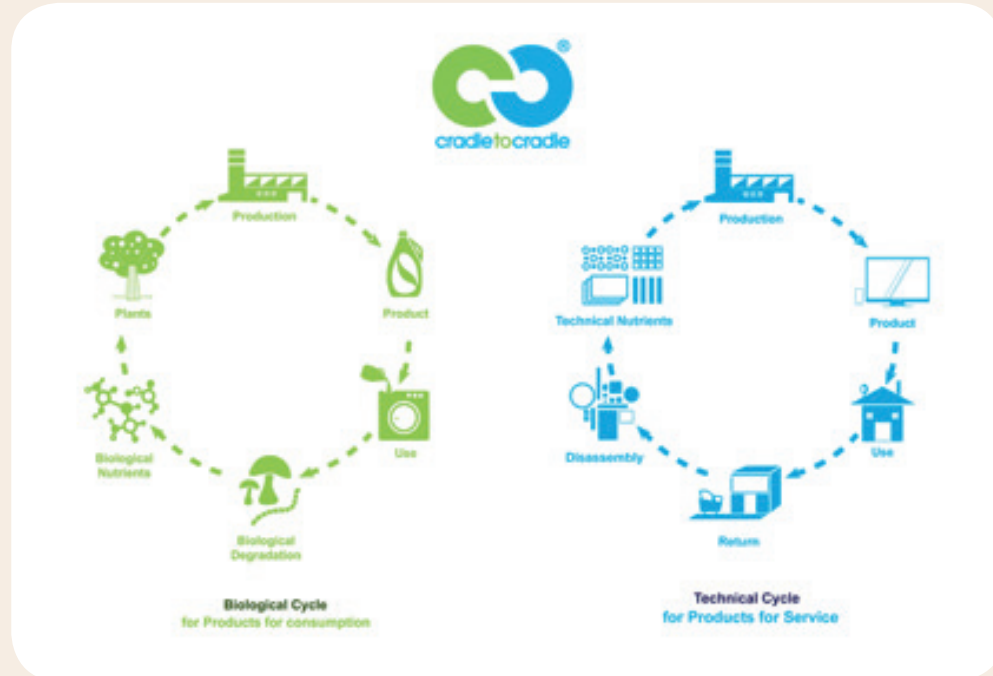 ®
cradletocradle
Production
Product
Use
Biological
Degradation
Biological
Nutrients
Plants
Biological Cycle
for Products for consumption
Production
Product
Use
Return
Disassembly
Technical Nutrients
Technical Cycle
for Products for Service